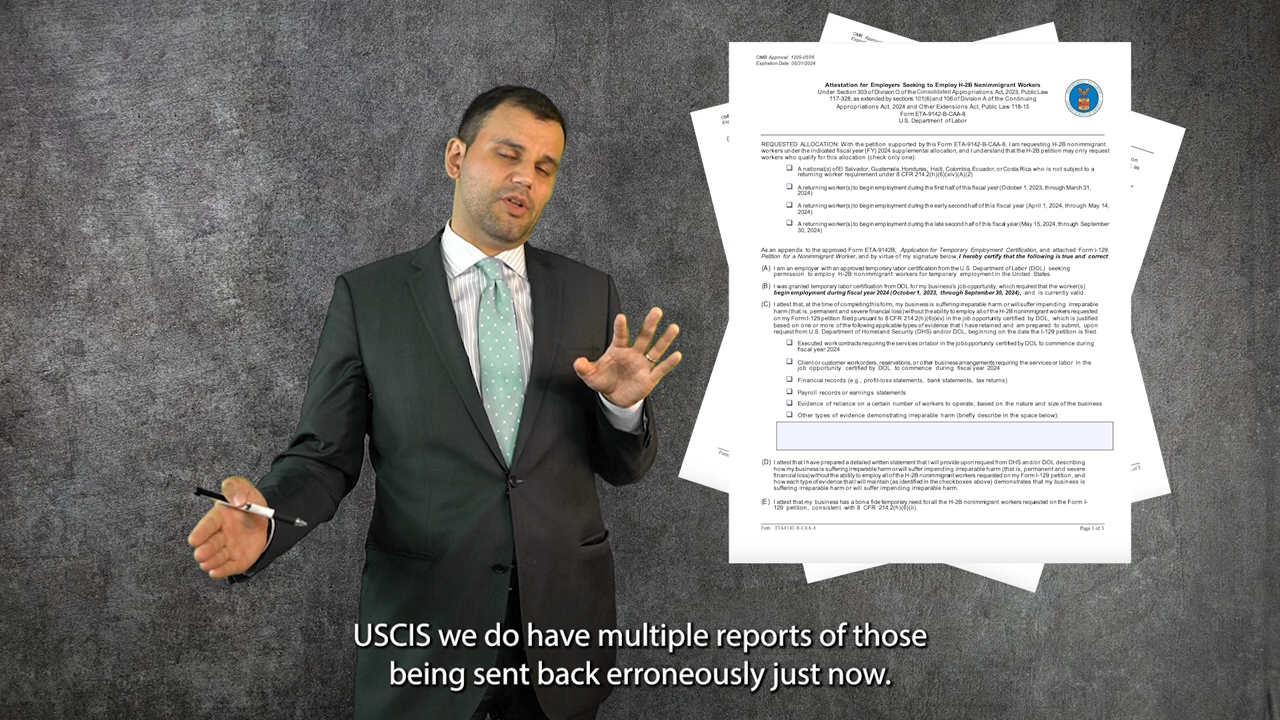 OMB Approval: 1205-0556
Expiration Date: 05/31/2024
Attestation for Employers Seeking to Employ H-2B Nonimmigrant Workers
Under Section 303 of Division O of the Consolidated Appropriations Act, 2023, Public Law
117-328, as extended by sections 101(6) and 106 of Division A of the Continuing
Appropriations Act, 2024 and Other Extensions Act, Public Law 118-15
Form ETA-9142-B-CAA-8
U.S. Department of Labor
REQUESTED ALLOCATION: With the petition supported by this Form ETA-9142-B-CAA-8, I am requesting H-2B nonimmigrant
workers under the indicated fiscal year (FY) 2024 supplemental allocation, and I understand that the H-2B petition may only request
workers who qualify for this allocation (check only one):
A national(s) of El Salvador, Guatemala, Honduras, Haiti, Colombia, Ecuador, or Costa Rica who is not subject to a
returning worker requirement under 8 CFR 214.2(h)(6)(xiv)(A)(2)
A returning worker(s) to begin employment during the first half of this fiscal year (October 1, 2023, through March 31,
2024)
A returning worker(s) to begin employment during the early second half of this fiscal year (April 1, 2024, through May 14,
2024)
A returning worker(s) to begin employment during the late second half of this fiscal year (May 15, 2024, through September
30, 2024)
As an appendix to the approved Form ETA-9142B, Application for Temporary Employment Certification, and attached Form I-129,
Petition for a Nonimmigrant Worker, and by virtue of my signature below, I hereby certify that the following is true and correct
(A) I am an employer with an approved temporary labor certification from the U.S. Department of Labor (DOL) seeking
permission to employ H-2B nonimmigrant workers for temporary employment in the United States.
(B) I was granted temporary labor certification from DOL for my business's job opportunity, which required that the worker(s)
begin employment during fiscal year 2024 (October 1, 2023, through September 30, 2024), and is currently valid.
(C) I attest that, at the time of completing this form, my business is suffering irreparable harm or will suffer impending irreparable
harm (that is, permanent and severe financial loss) without the ability to employ all of the H-2B nonimmigrant workers requested
on my Form I-129 petition filed pursuant to 8 CFR 214.2(h)(6)(xiv) in the job opportunity certified by DOL, which is justified
based on one or more of the following applicable types of evidence that I have retained and am prepared to submit, upon
request from U.S. Department of Homeland Security (DHS) and/or DOL, beginning on the date the I-129 petition is filed.
Executed work contracts requiring the services or labor in the job opportunity certified by DOL to commence during
fiscal year 2024
Client or customer work orders, reservations, or other business arrangements requiring the services or labor in the
job opportunity certified by DOL to commence during fiscal year 2024
Financial records (e.g., profit-loss statements, bank statements, tax returns)
Payroll records or earnings statements
Evidence of reliance on a certain number of workers to operate, based on the nature and size of the business
Other types of evidence demonstrating irreparable harm (briefly describe in the space below):
(D) I attest that I have prepared a detailed written statement that I will provide upon request from DHS and/or DOL describing
how my business is suffering irreparable harm or will suffer impending irreparable harm (that is, permanent and severe
financial loss) without the ability to employ all of the H-2B nonimmigrant workers requested on my Form I-129 petition, and
how each type of evidence that I will maintain (as identified in the checkboxes above) demonstrates that my business is
suffering irreparable harm or will suffer impending irreparable harm.
(E) I attest that my business has a bona fide temporary need for all the H-2B nonimmigrant workers requested on the Form I-
129 petition, consistent with 8 CFR 214.2(h)(6)(ii).
Form ETA-9142-B-CAA-8 Page 1 of 3
USCIS we do have multiple reports of those
being sent back erroneously just now.